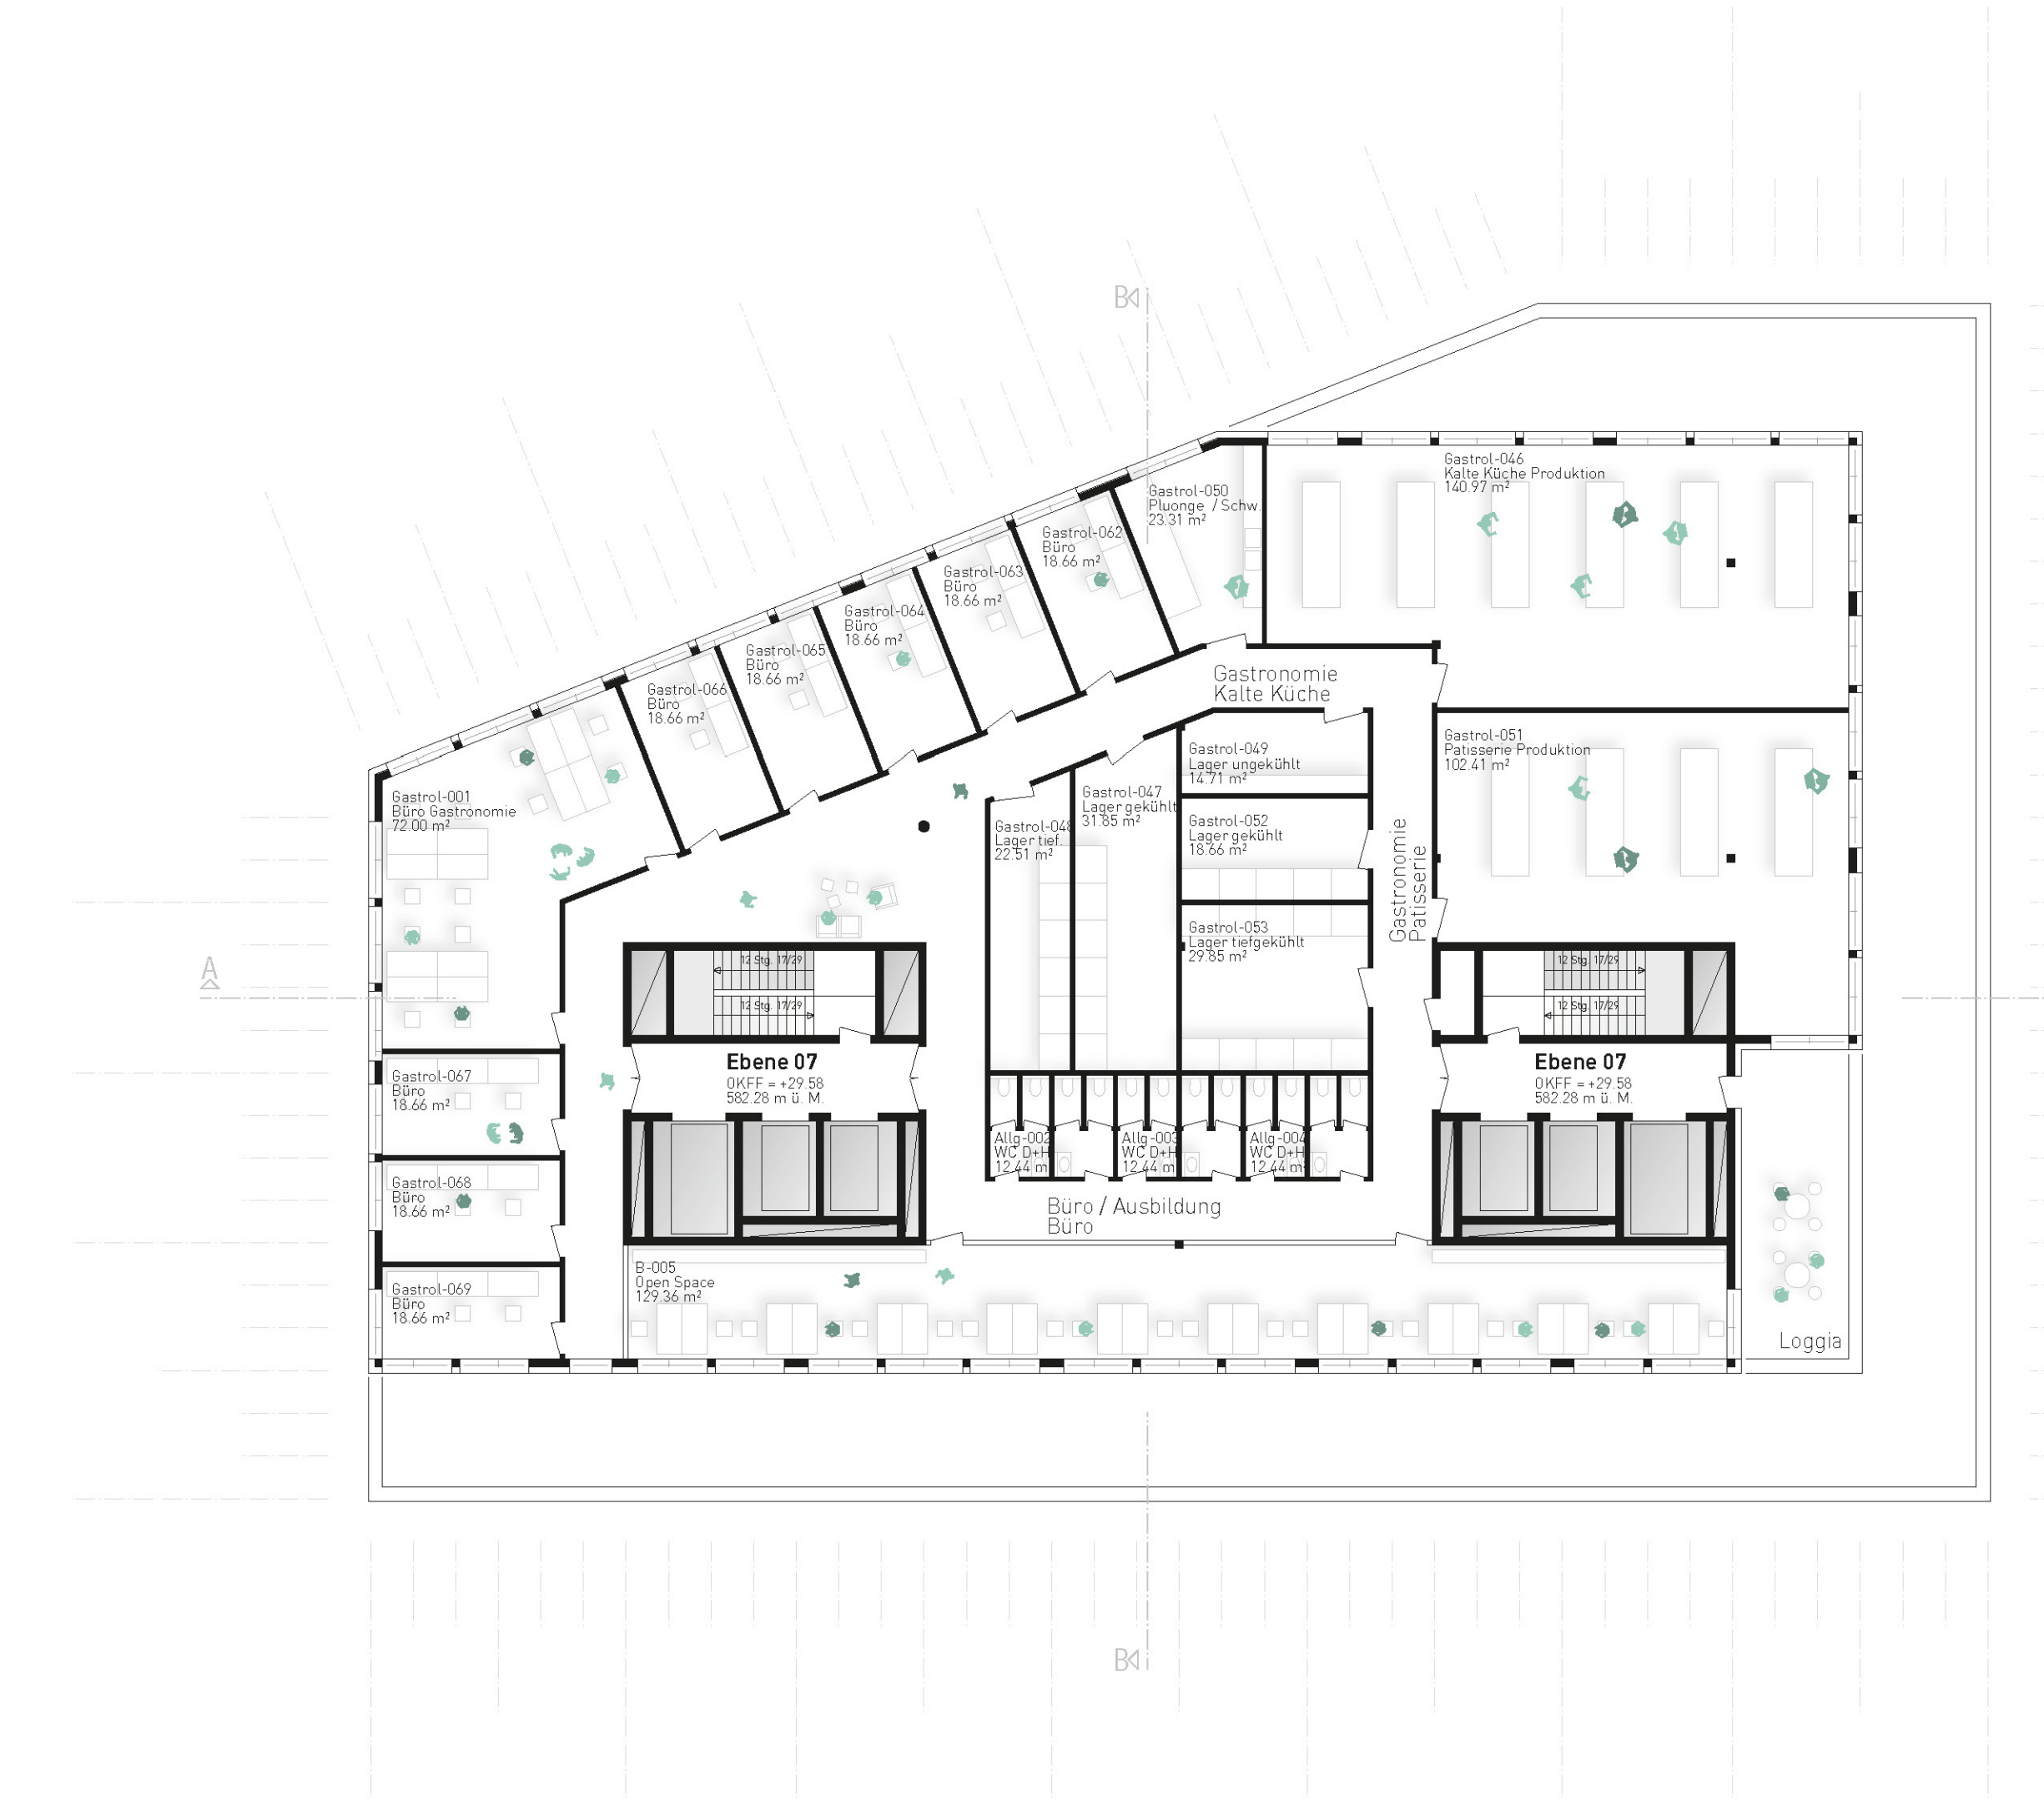 B
Gastrol-046
Kalte Küche Produktion
140.97 m²
Gastrol-050
Pluonge / Schw.
23.31 m²
Gastrol-062
Büro
18.66 m²
Gastrol-063
Büro
18.66 m²
Gastrol-064
Büro
18.66 m²
Gastrol-065
Büro
18.66 m²
Gastrol-066
Büro
18.66 m²
Gastronomie
Kalte Küche
Gastrol-051
Patisserie Produktion
102.41 m²
Gastrol-049
Lager ungekühlt
14.71 m²
Gastrol-047
Lager gekühlt
31.85 m²
Gastrol-001
Büro Gastronomie
72.00 m²
Gastrol-048
Lager tief.
22.51 m²
Gastrol-052
Lager gekühlt
18.66 m²
Gastronomie
Patisserie
Gastrol-053
Lager tiefgekühlt
29.85 m²
A
12 Stg. 17/29
12 Stg. 17/29
12 Stg. 17/29
12 Stg. 17/29
Ebene 07
OKFF = +29.58
582.28 m ü. M.
Ebene 07
OKFF = +29.58
582.28 m ü. M.
Gastrol-067
Büro
18.66 m²
Allg-002
WC D+H
12.44 m
Allg-003
WC D+H
12.44 m
Allg-004
WC D+H
12.44 m²
Gastrol-068
Büro
18.66 m²
Büro / Ausbildung
Büro
B-005
Open Space
129.36 m²
Gastrol-069
Büro
18.66 m²
Loggia
B